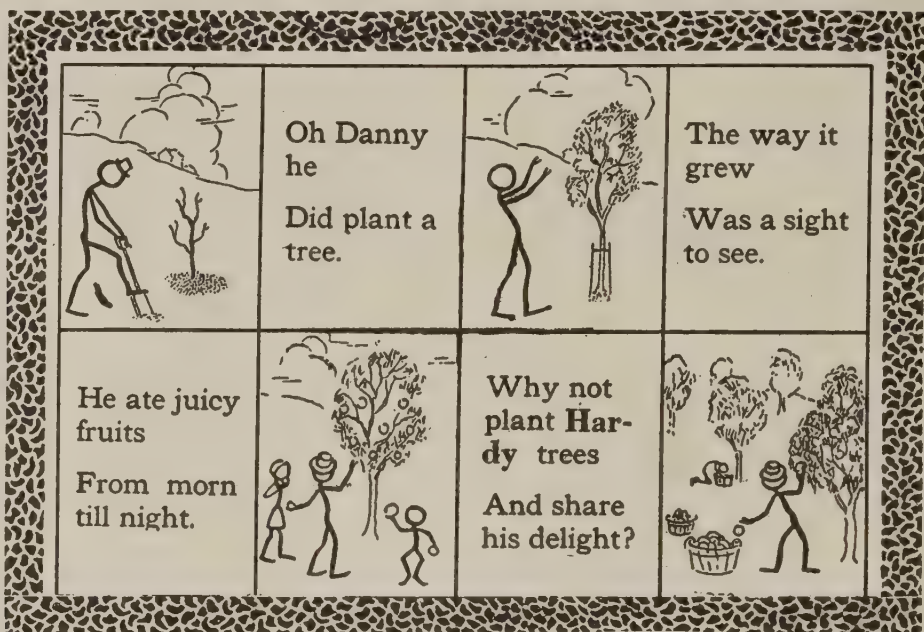 Oh Danny
he
Did plant a
tree.
The way it
grew
Was a sight
to see.
He ate juicy
fruits
From morn
till night.
Why not
plant Har-
dy trees
And share
his delight?